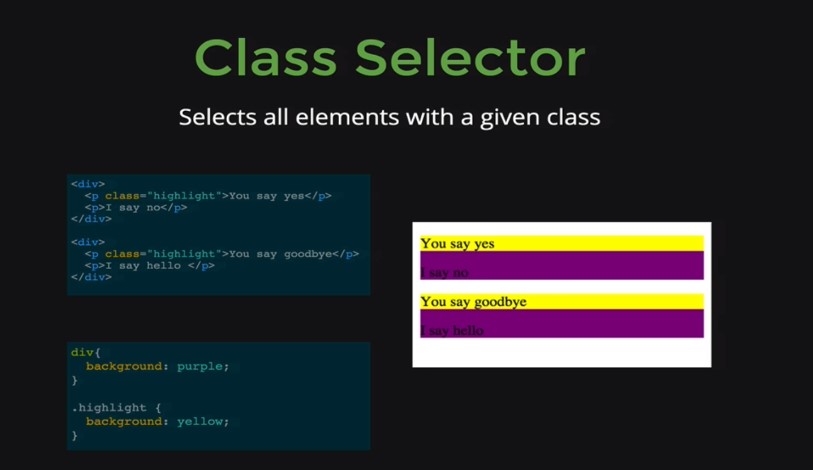 Class Selector
Selects all elements with a given class
<div>
  <p class="highlight">You say yes</p>
  <p>I say no</p>
</div>

<div>
  <p class="highlight">You say goodbye</p>
  <p>I say hello </p>
</div>

div{
  background: purple;
}

.highlight {
  background: yellow;
}

You say yes
I say no
You say goodbye
I say hello